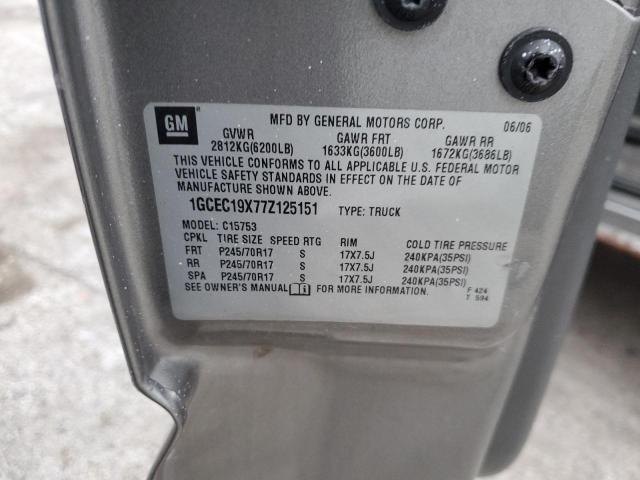 GM
MFD BY GENERAL MOTORS CORP. 06/06
GVWR GAWR FRT GAWR RR
2812KG(6200LB) 1633KG(3600LB) 1672KG(3686LB)
THIS VEHICLE CONFORMS TO ALL APPLICABLE U.S. FEDERAL MOTOR
VEHICLE SAFETY STANDARDS IN EFFECT ON THE DATE OF
MANUFACTURE SHOWN ABOVE.
1GCEC19X77Z125151 TYPE: TRUCK
MODEL: C15753
CPKL TIRE SIZE SPEED RTG RIM COLD TIRE PRESSURE
FRT P245/70R17 S 17X7.5J 240KPA(35PSI)
RR P245/70R17 S 17X7.5J 240KPA(35PSI)
SPA P245/70R17 S 17X7.5J 240KPA(35PSI)
SEE OWNER'S MANUAL FOR MORE INFORMATION.
F 424
T 594